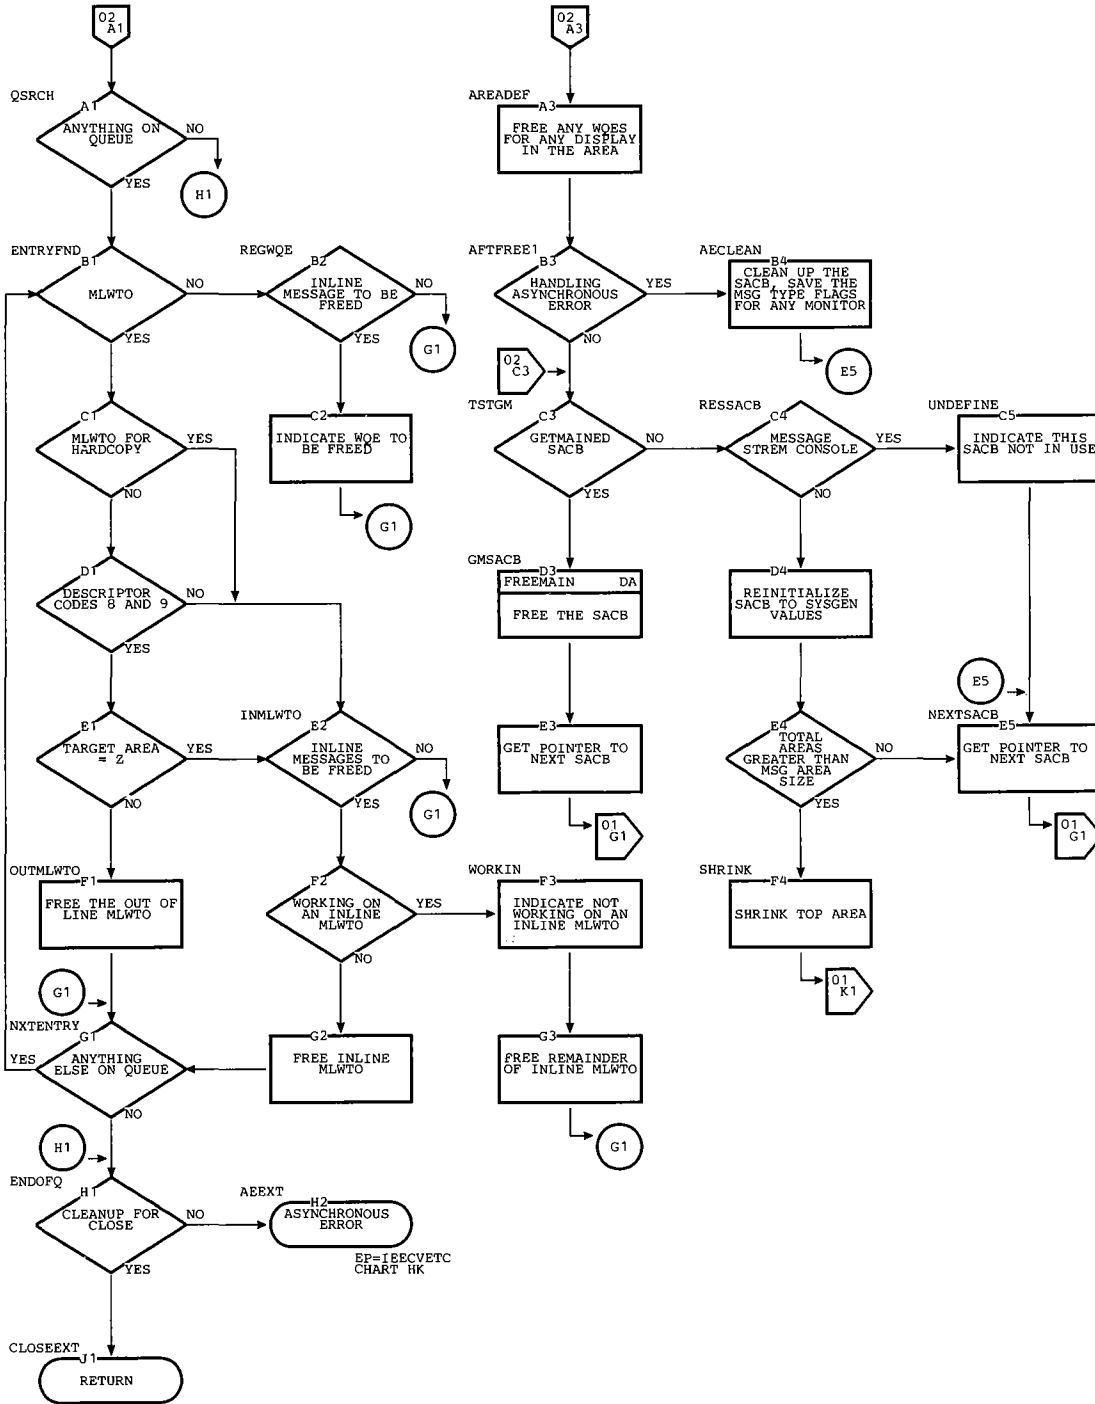 02
A1
QSRCH
A1
ANYTHING ON
QUEUE
NO
YES
H1
ENTRYFND
B1
MLWTO
NO
YES
REGWQE
B2
INLINE
MESSAGE TO BE
FREED
NO
YES
G1
C1
MLWTO FOR
HARDCOPY
YES
NO
C2
INDICATE WQE TO
BE FREED
G1
D1
DESCRIPTOR
CODES 8 AND 9
NO
YES
E1
TARGET AREA
= Z
YES
NO
INMLWTO
E2
INLINE
MESSAGES TO
BE FREED
NO
YES
G1
OUTMLWTO
F1
FREE THE OUT OF
LINE MLWTO
F2
WORKING ON
AN INLINE
MLWTO
YES
NO
G1
NXTENTRY
G1
ANYTHING
ELSE ON QUEUE
YES
NO
G2
FREE INLINE
MLWTO
H1
ENDOFQ
H1
CLEANUP FOR
CLOSE
NO
YES
AEEXT
H2
ASYNCHRONOUS
ERROR
EP=IEECVETC
CHART HK
CLOSEEXT
J1
RETURN
02
A3
AREADEF
A3
FREE ANY WQES
FOR ANY DISPLAY
IN THE AREA
AFTFREE1
B3
HANDLING
ASYNCHRONOUS
ERROR
YES
NO
AECLEAN
B4
CLEAN UP THE
SACB, SAVE THE
MSG TYPE FLAGS
FOR ANY MONITOR
E5
02
C3
TSTGM
C3
GETMAINED
SACB
NO
YES
RESSACB
C4
MESSAGE
STREM CONSOLE
YES
NO
UNDEFINE
C5
INDICATE THIS
SACB NOT IN USE
GMSACB
D3
FREEMAIN DA
FREE THE SACB
D4
REINITIALIZE
SACB TO SYSGEN
VALUES
E3
GET POINTER TO
NEXT SACB
01
G1
E4
TOTAL
AREAS
GREATER THAN
MSG AREA
SIZE
NO
YES
E5
NEXTSACB
E5
GET POINTER TO
NEXT SACB
01
G1
WORKIN
F3
INDICATE NOT
WORKING ON AN
INLINE MLWTO
SHRINK
F4
SHRINK TOP AREA
01
K1
G3
FREE REMAINDER
OF INLINE MLWTO
G1